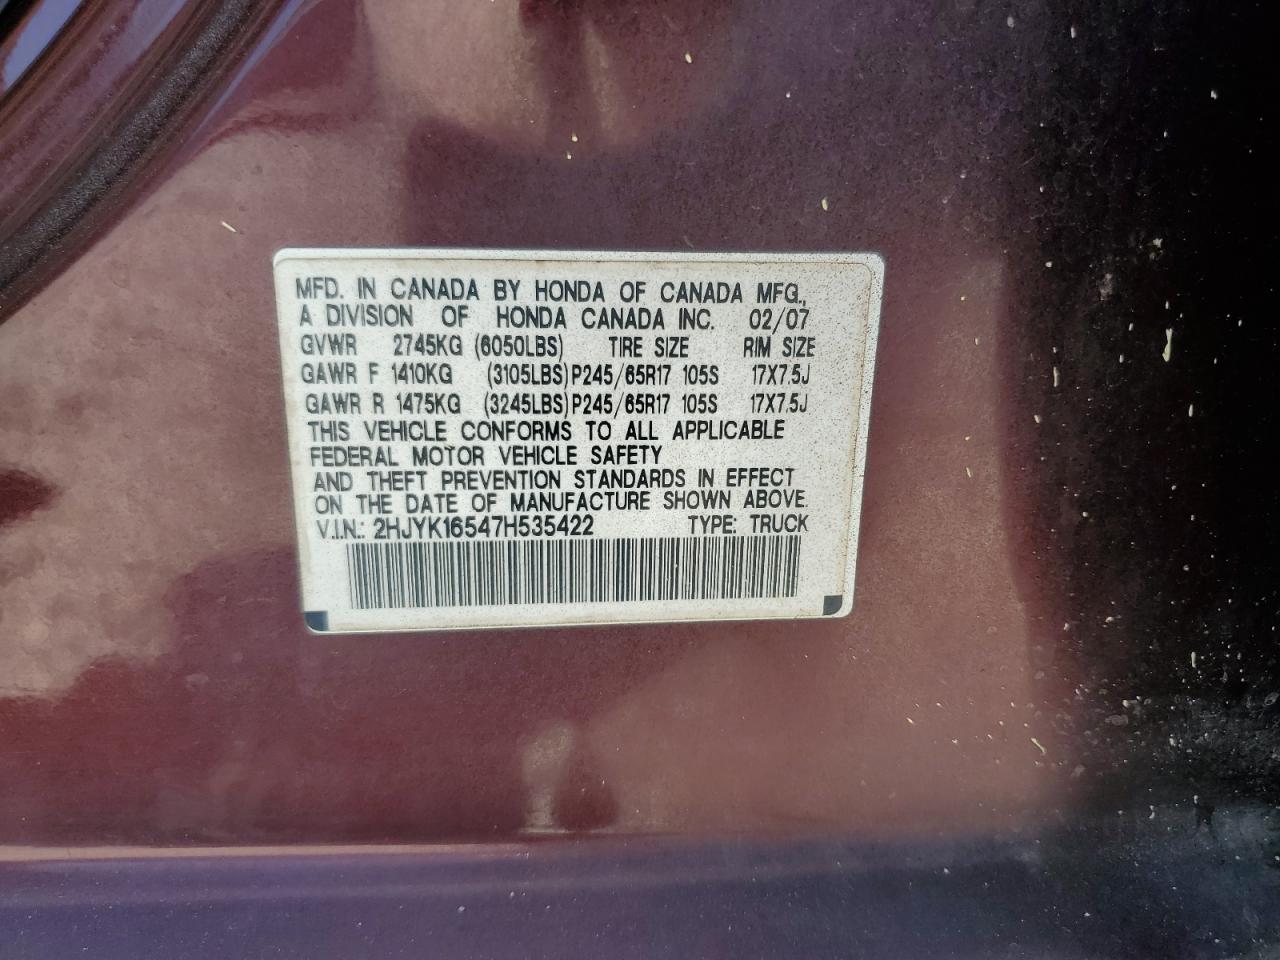 MFD. IN CANADA BY HONDA OF CANADA MFG.,
A DIVISION OF HONDA CANADA INC. 02/07
GVWR 2745KG (6050LBS) TIRE SIZE RIM SIZE
GAWR F 1410KG (3105LBS) P245/65R17 105S 17X7.5J
GAWR R 1475KG (3245LBS) P245/65R17 105S 17X7.5J
THIS VEHICLE CONFORMS TO ALL APPLICABLE
FEDERAL MOTOR VEHICLE SAFETY
AND THEFT PREVENTION STANDARDS IN EFFECT
ON THE DATE OF MANUFACTURE SHOWN ABOVE.
V.I.N.: 2HJYK16547H535422 TYPE: TRUCK